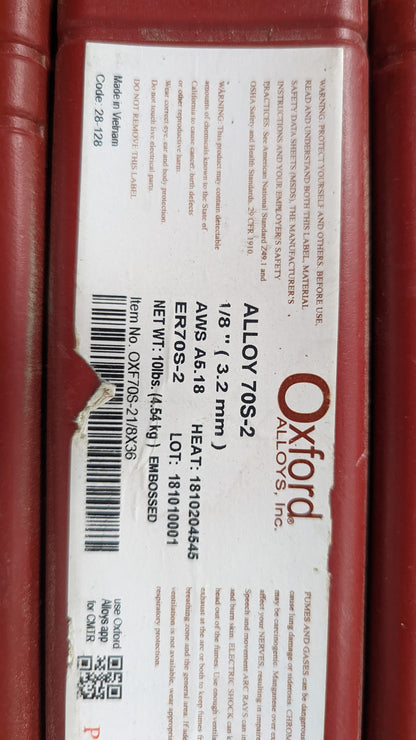 WARNING: PROTECT YOURSELF AND OTHERS. BEFORE USE,
READ AND UNDERSTAND BOTH THIS LABEL, MATERIAL
SAFETY DATA SHEETS (MSDS), THE MANUFACTURER'S
INSTRUCTIONS AND YOUR EMPLOYER'S SAFETY
PRACTICES. See American National Standard Z49.1 and
OSHA Safety and Health Standards, 29 CFR 1910.
WARNING: This product may contain detectable
amounts of chemicals known to the State of
California to cause cancer, birth defects
or other reproductive harm.
Wear correct eye, ear and body protection.
Do not touch live electrical parts.
DO NOT REMOVE THIS LABEL
Made in Vietnam
Code: 28-128
Oxford®
ALLOYS, Inc.
ALLOY 70S-2
1/8 " ( 3.2 mm )
AWS A5.18 HEAT: 1810204545
ER70S-2 LOT: 181010001
NET WT: 10lbs. (4.54 kg ) EMBOSSED
Item No. OXF70S-21/8X36
FUMES AND GASES can be dangerous
cause lung damage or siderosis. CHROM
may be carcinogenic. Manganese over ex
affect your NERVES, resulting in impair
Speech and movement ARC RAYS can in
and burn skin. ELECTRIC SHOCK can k
head out of the fumes. Use enough ventil
exhaust at the arc or both to keep fumes
breathing zone and the general area. If ad
ventilation is not available, wear appropri
respiratory protection.
use Oxford
Alloys app
for CMTR
P